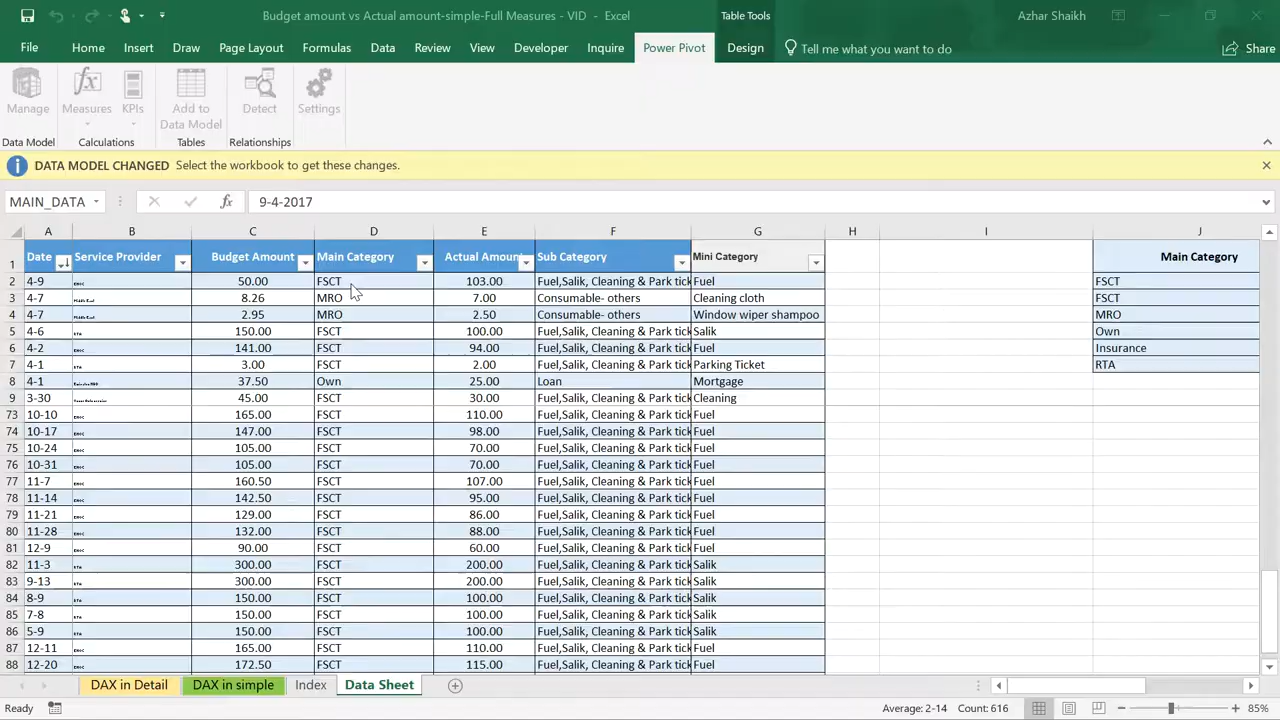 Budget amount vs Actual amount-simple-Full Measures - VID - Excel
Table Tools
Azhar Shaikh
File Home Insert Draw Page Layout Formulas Data Review View Developer Inquire Power Pivot Design Tell me what you want to do Share
Manage Measures KPIs Add to Data Model Detect Settings
Data Model Calculations Tables Relationships
DATA MODEL CHANGED Select the workbook to get these changes.
MAIN_DATA fx 9-4-2017
A B C D E F G H I J
1 Date Service Provider Budget Amount Main Category Actual Amount Sub Category Mini Category Main Category
2 4-9 50.00 FSCT 103.00 Fuel,Salik, Cleaning & Park tick Fuel FSCT
3 4-7 8.26 MRO 7.00 Consumable- others Cleaning cloth FSCT
4 4-7 2.95 MRO 2.50 Consumable- others Window wiper shampoo MRO
5 4-6 150.00 FSCT 100.00 Fuel,Salik, Cleaning & Park tick Salik Own
6 4-2 141.00 FSCT 94.00 Fuel,Salik, Cleaning & Park tick Fuel Insurance
7 4-1 3.00 FSCT 2.00 Fuel,Salik, Cleaning & Park tick Parking Ticket RTA
8 4-1 37.50 Own 25.00 Loan Mortgage
9 3-30 45.00 FSCT 30.00 Fuel,Salik, Cleaning & Park tick Cleaning
73 10-10 165.00 FSCT 110.00 Fuel,Salik, Cleaning & Park tick Fuel
74 10-17 147.00 FSCT 98.00 Fuel,Salik, Cleaning & Park tick Fuel
75 10-24 105.00 FSCT 70.00 Fuel,Salik, Cleaning & Park tick Fuel
76 10-31 105.00 FSCT 70.00 Fuel,Salik, Cleaning & Park tick Fuel
77 11-7 160.50 FSCT 107.00 Fuel,Salik, Cleaning & Park tick Fuel
78 11-14 142.50 FSCT 95.00 Fuel,Salik, Cleaning & Park tick Fuel
79 11-21 129.00 FSCT 86.00 Fuel,Salik, Cleaning & Park tick Fuel
80 11-28 132.00 FSCT 88.00 Fuel,Salik, Cleaning & Park tick Fuel
81 12-9 90.00 FSCT 60.00 Fuel,Salik, Cleaning & Park tick Fuel
82 11-3 300.00 FSCT 200.00 Fuel,Salik, Cleaning & Park tick Salik
83 9-13 300.00 FSCT 200.00 Fuel,Salik, Cleaning & Park tick Salik
84 8-9 150.00 FSCT 100.00 Fuel,Salik, Cleaning & Park tick Salik
85 7-8 150.00 FSCT 100.00 Fuel,Salik, Cleaning & Park tick Salik
86 5-9 150.00 FSCT 100.00 Fuel,Salik, Cleaning & Park tick Salik
87 12-11 165.00 FSCT 110.00 Fuel,Salik, Cleaning & Park tick Fuel
88 12-20 172.50 FSCT 115.00 Fuel,Salik, Cleaning & Park tick Fuel
DAX in Detail DAX in simple Index Data Sheet
Ready Average: 2-14 Count: 616 85%